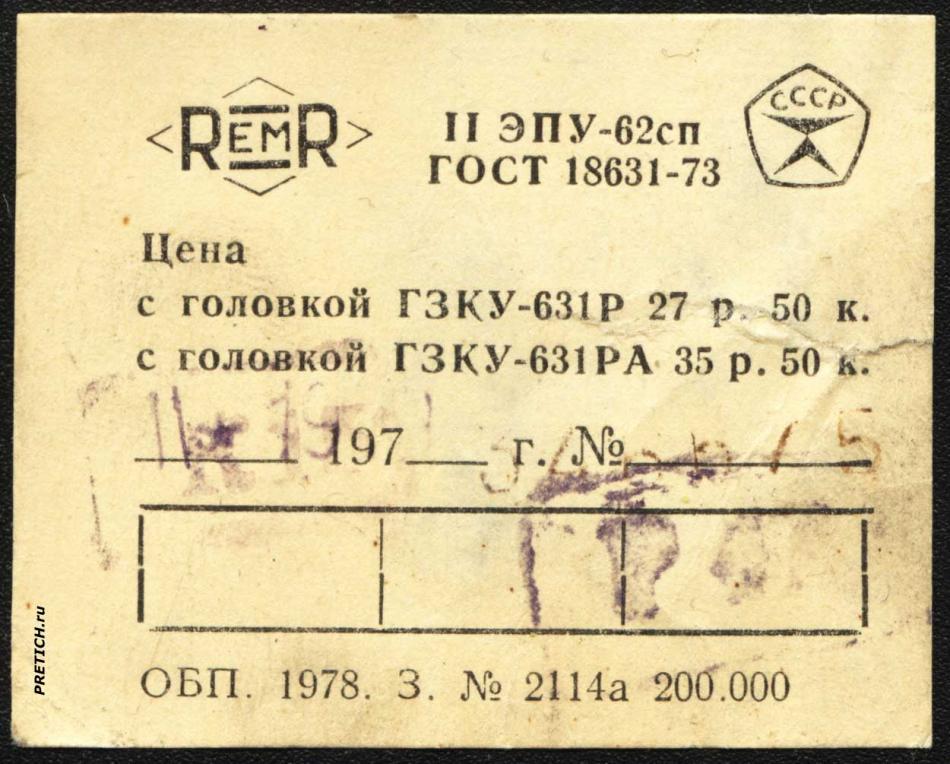 REMR
II ЭПУ-62сп
ГОСТ 18631-73
СССР
Цена
с головкой ГЗКУ-631Р 27 р. 50 к.
с головкой ГЗКУ-631РА 35 р. 50 к.
197 г. №
ОБП. 1978. З. № 2114а 200.000
PRETICH.ru